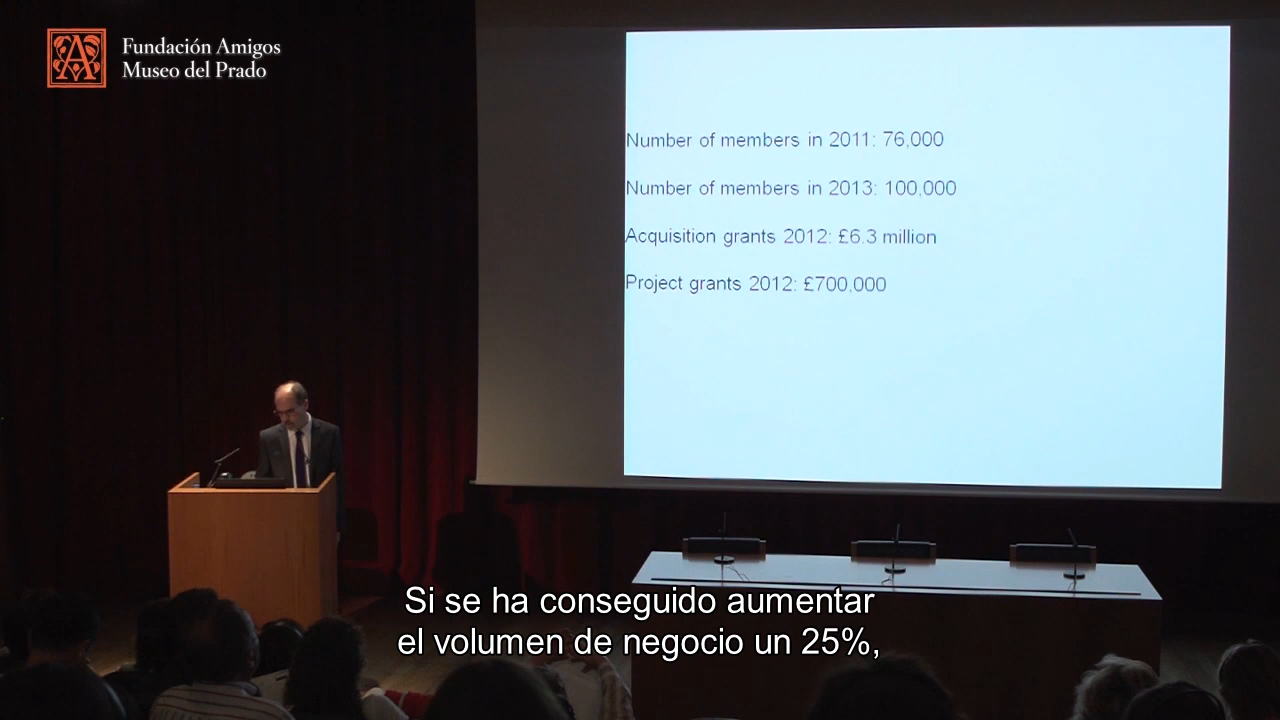 Fundación Amigos
Museo del Prado
Number of members in 2011: 76,000
Number of members in 2013: 100,000
Acquisition grants 2012: £6.3 million
Project grants 2012: £700,000
Si se ha conseguido aumentar
el volumen de negocio un 25%,